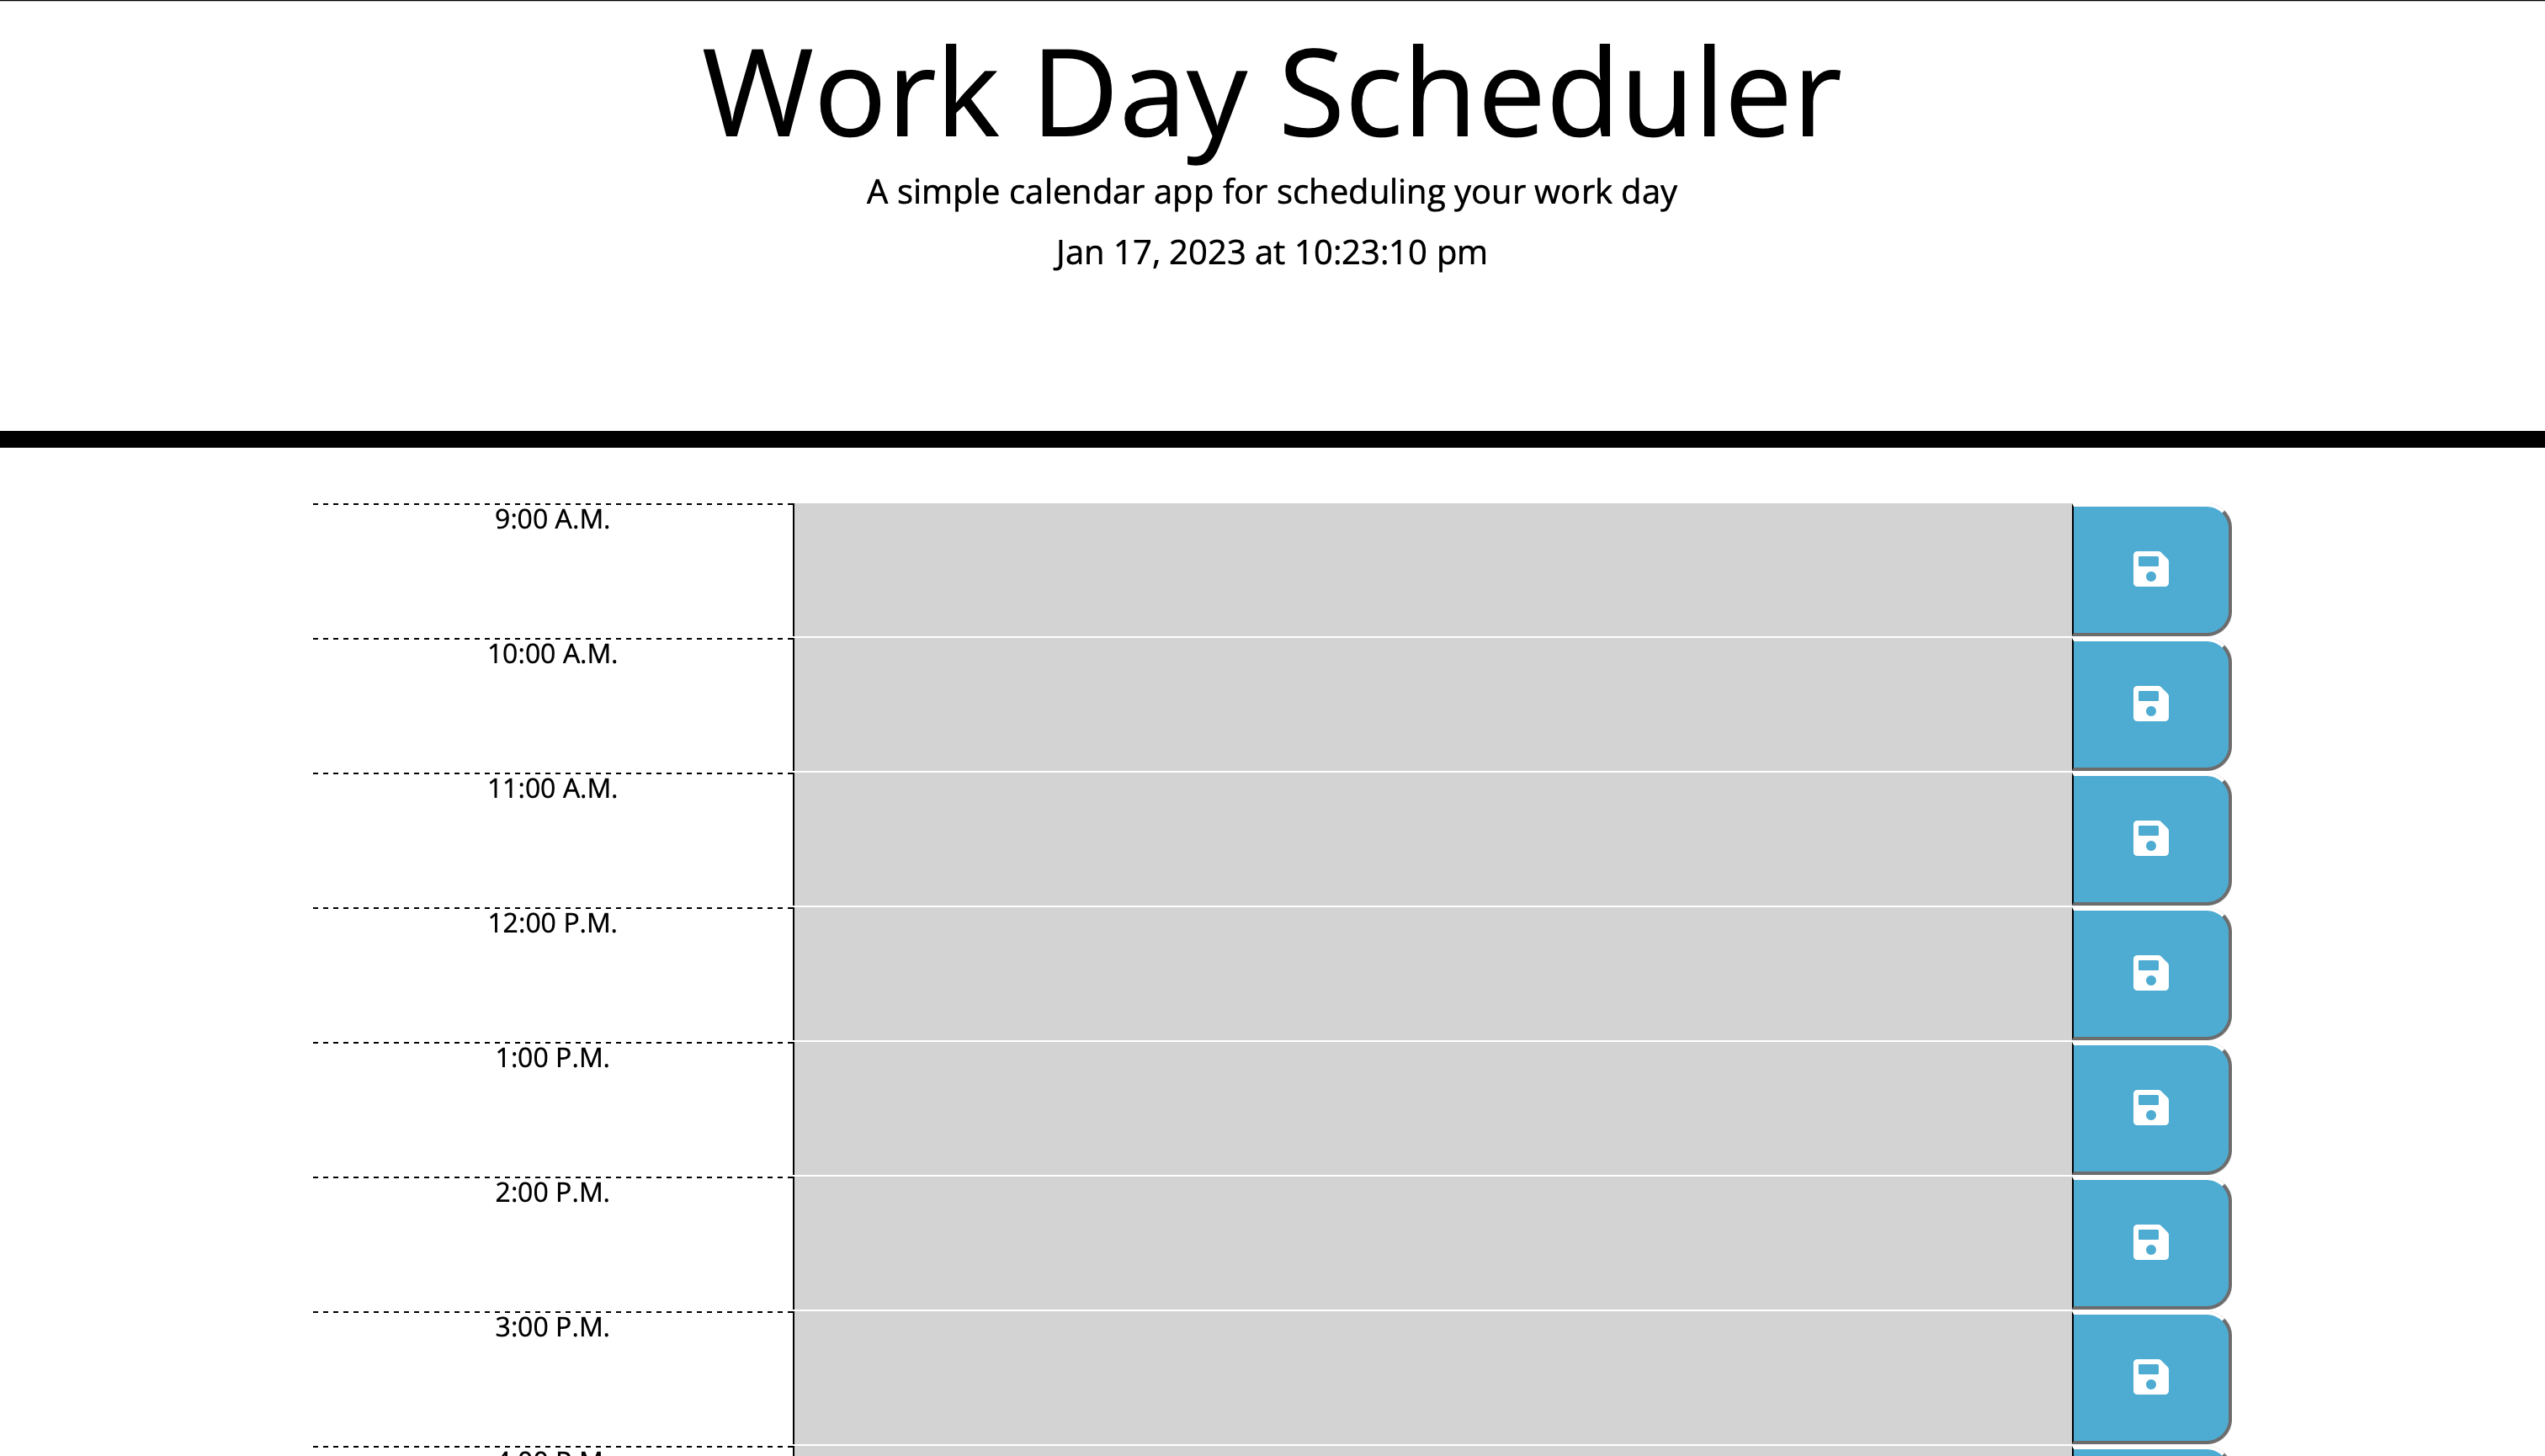 Work Day Scheduler
A simple calendar app for scheduling your work day
Jan 17, 2023 at 10:23:10 pm
9:00 A.M.
10:00 A.M.
11:00 A.M.
12:00 P.M.
1:00 P.M.
2:00 P.M.
3:00 P.M.